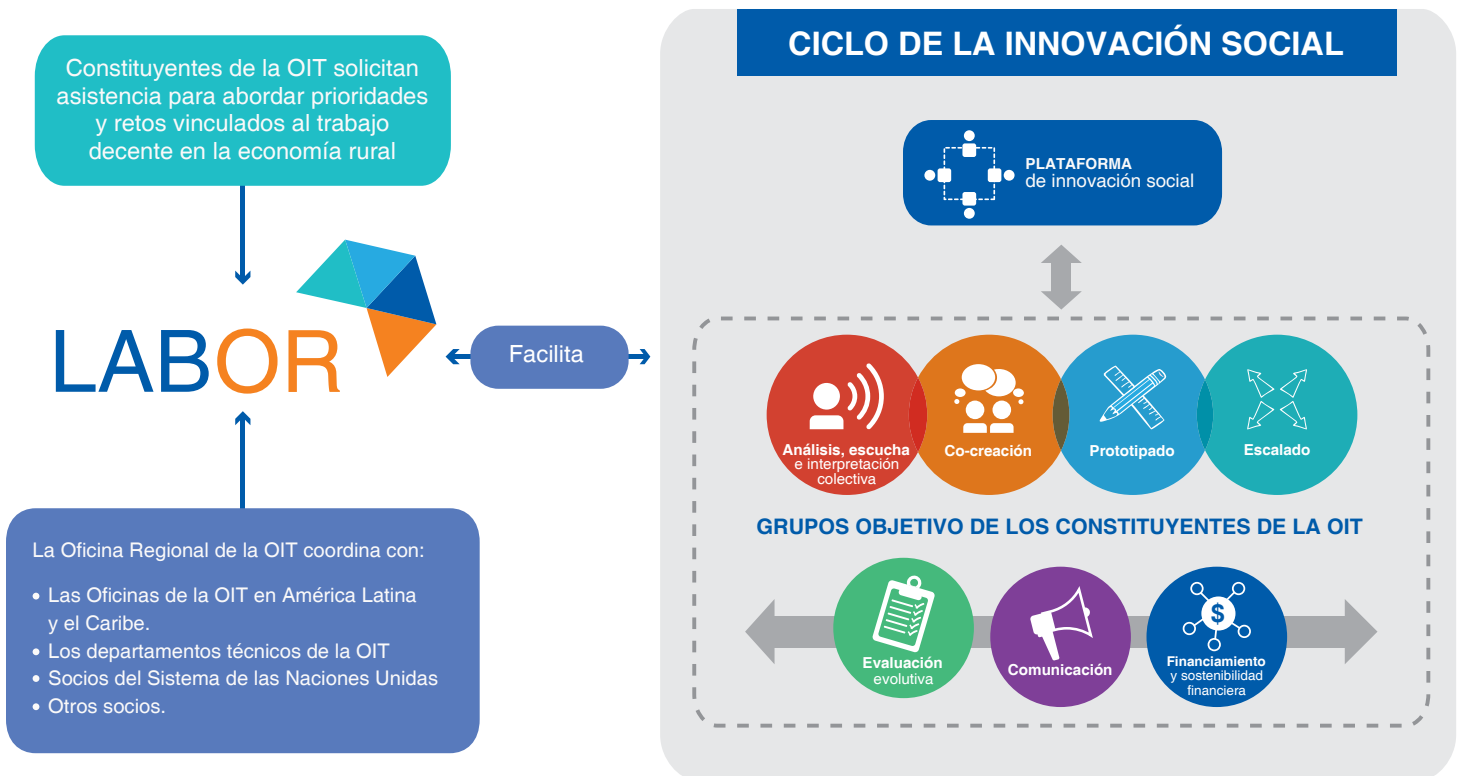 Constituyentes de la OIT solicitan
asistencia para abordar prioridades
y retos vinculados al trabajo
decente en la economía rural
LABOR
Facilita
La Oficina Regional de la OIT coordina con:
• Las Oficinas de la OIT en América Latina
y el Caribe.
• Los departamentos técnicos de la OIT
• Socios del Sistema de las Naciones Unidas
• Otros socios.
CICLO DE LA INNOVACIÓN SOCIAL
PLATAFORMA
de innovación social
Análisis, escucha
e interpretación
colectiva
Co-creación
Prototipado
Escalado
GRUPOS OBJETIVO DE LOS CONSTITUYENTES DE LA OIT
Evaluación
evolutiva
Comunicación
$
Financiamiento
y sostenibilidad
financiera